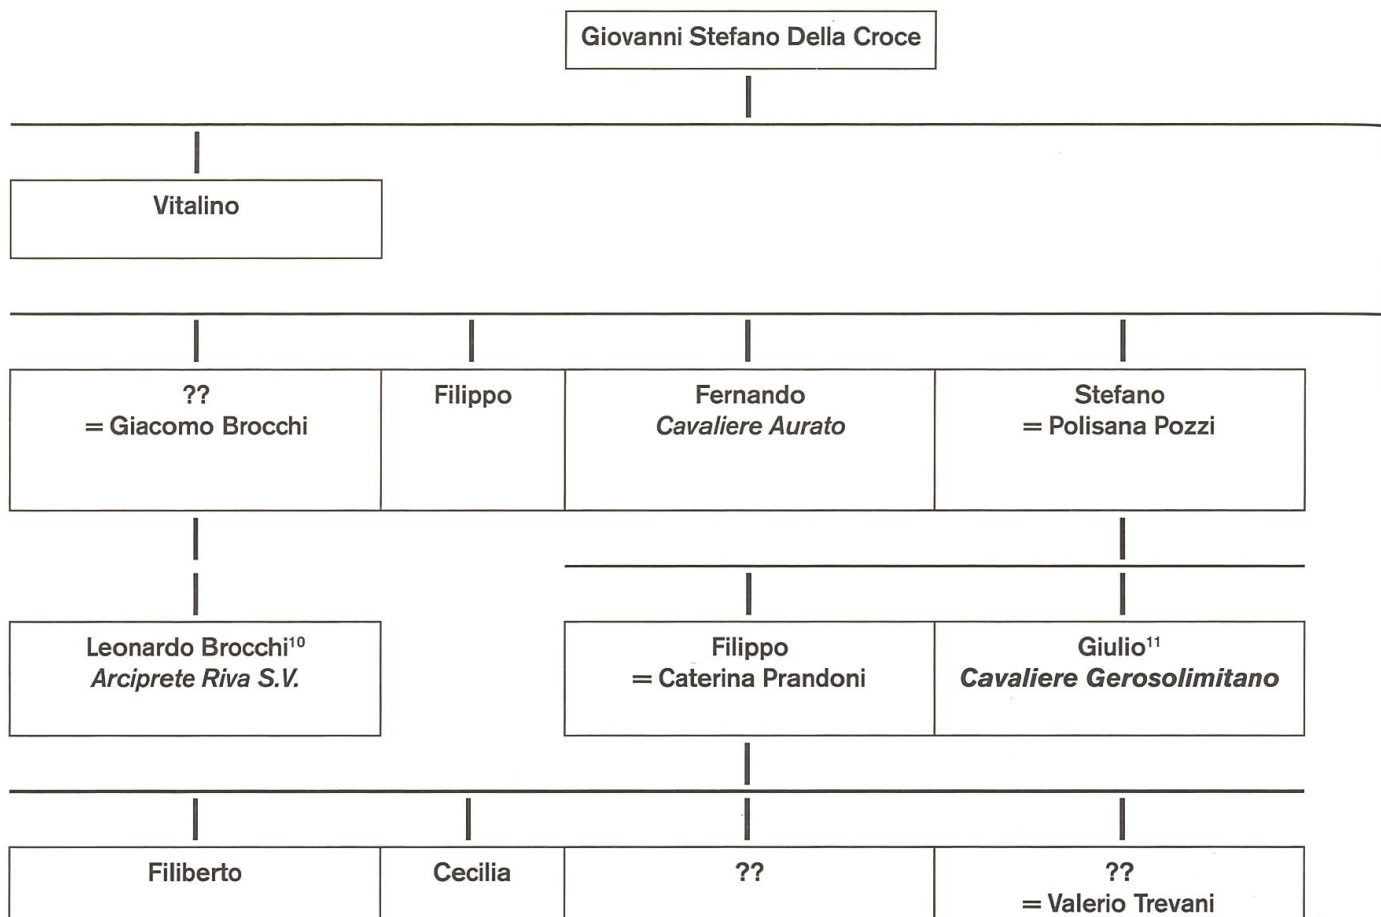 Giovanni Stefano Della Croce
Vitalino
??
= Giacomo Brocchi
Filippo
Fernando
Cavaliere Aurato
Stefano
= Polisana Pozzi
Leonardo Brocchi¹⁰
Arciprete Riva S.V.
Filippo
= Caterina Prandoni
Giulio¹¹
Cavaliere Gerosolimitano
Filiberto
Cecilia
??
??
= Valerio Trevani